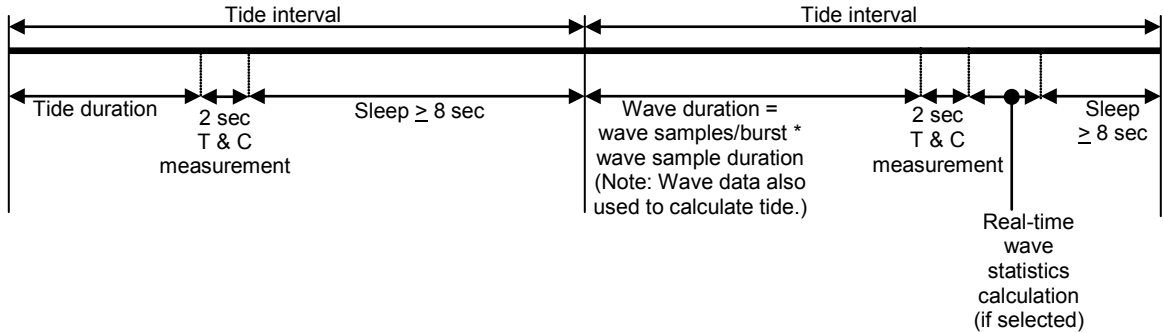 Tide interval
Tide interval
Tide duration
2 sec
T & C
measurement
Sleep ≥ 8 sec
Wave duration =
wave samples/burst *
wave sample duration
(Note: Wave data also
used to calculate tide.)
2 sec
T & C
measurement
Sleep
≥ 8 sec
Real-time
wave
statistics
calculation
(if selected)